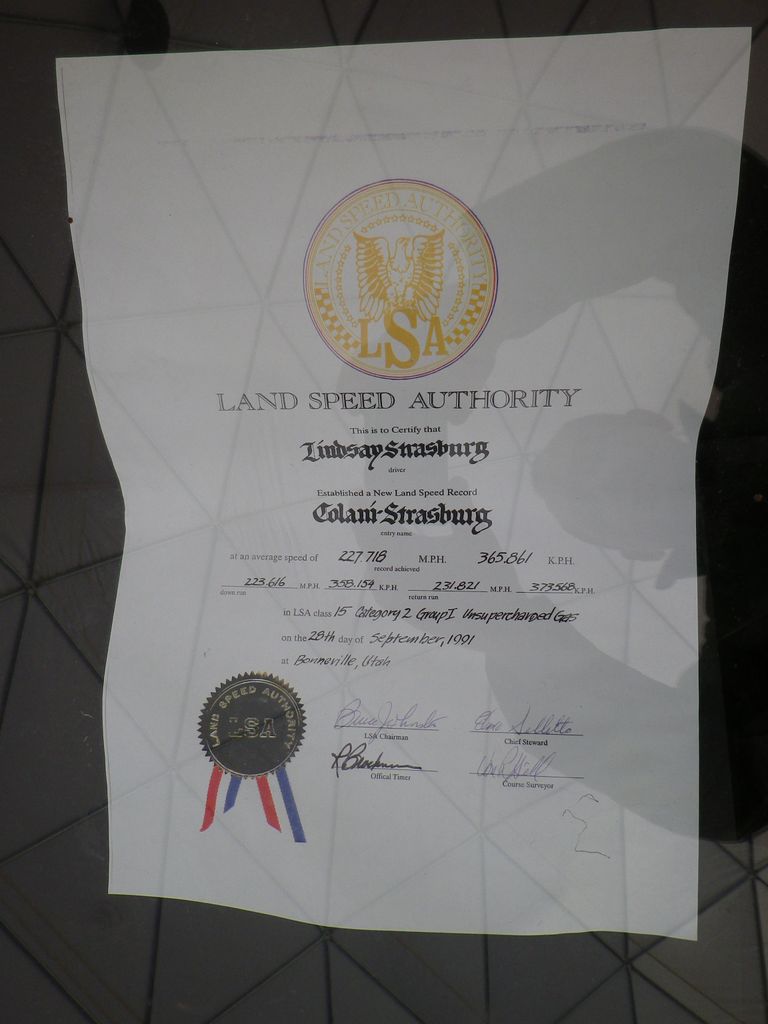 LAND SPEED AUTHORITY
LSA
LAND SPEED AUTHORITY
This is to Certify that
Lindsay Strasburg
driver
Established a New Land Speed Record
Colani-Strasburg
entry name
at an average speed of 227.718 M.P.H. 365.861 K.P.H.
record achieved
223.616 M.P.H. 358.154 K.P.H. 231.821 M.P.H. 373.568 K.P.H.
down run return run
in LSA class 15 Category 2 Group I Unsupercharged Gas
on the 28th day of September, 1991
at Bonneville, Utah
LAND SPEED AUTHORITY
LSA
LSA Chairman Chief Steward
Offical Timer Course Surveyor